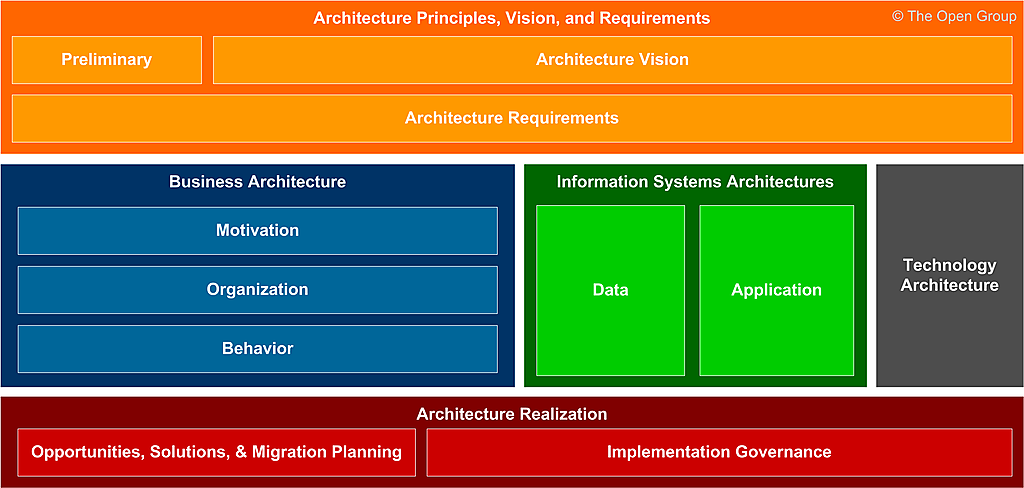 Architecture Principles, Vision, and Requirements
© The Open Group
Preliminary
Architecture Vision
Architecture Requirements
Business Architecture
Motivation
Organization
Behavior
Information Systems Architectures
Data
Application
Technology
Architecture
Architecture Realization
Opportunities, Solutions, & Migration Planning
Implementation Governance